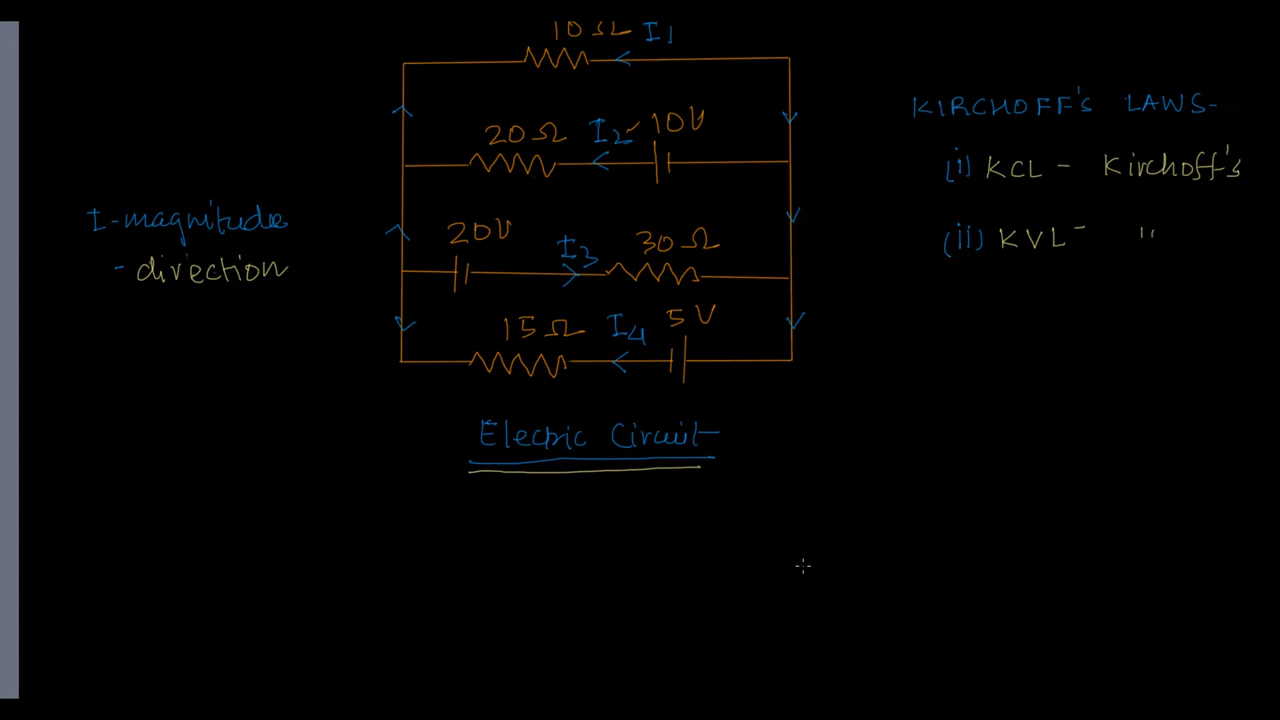 10Ω I1
20Ω I2 10V
20V I3 30Ω
15Ω I4 5V
Electric Circuit
I-magnitude
- direction
KIRCHOFF's LAWS-
(i) KCL - Kirchoff's
(ii) KVL - "